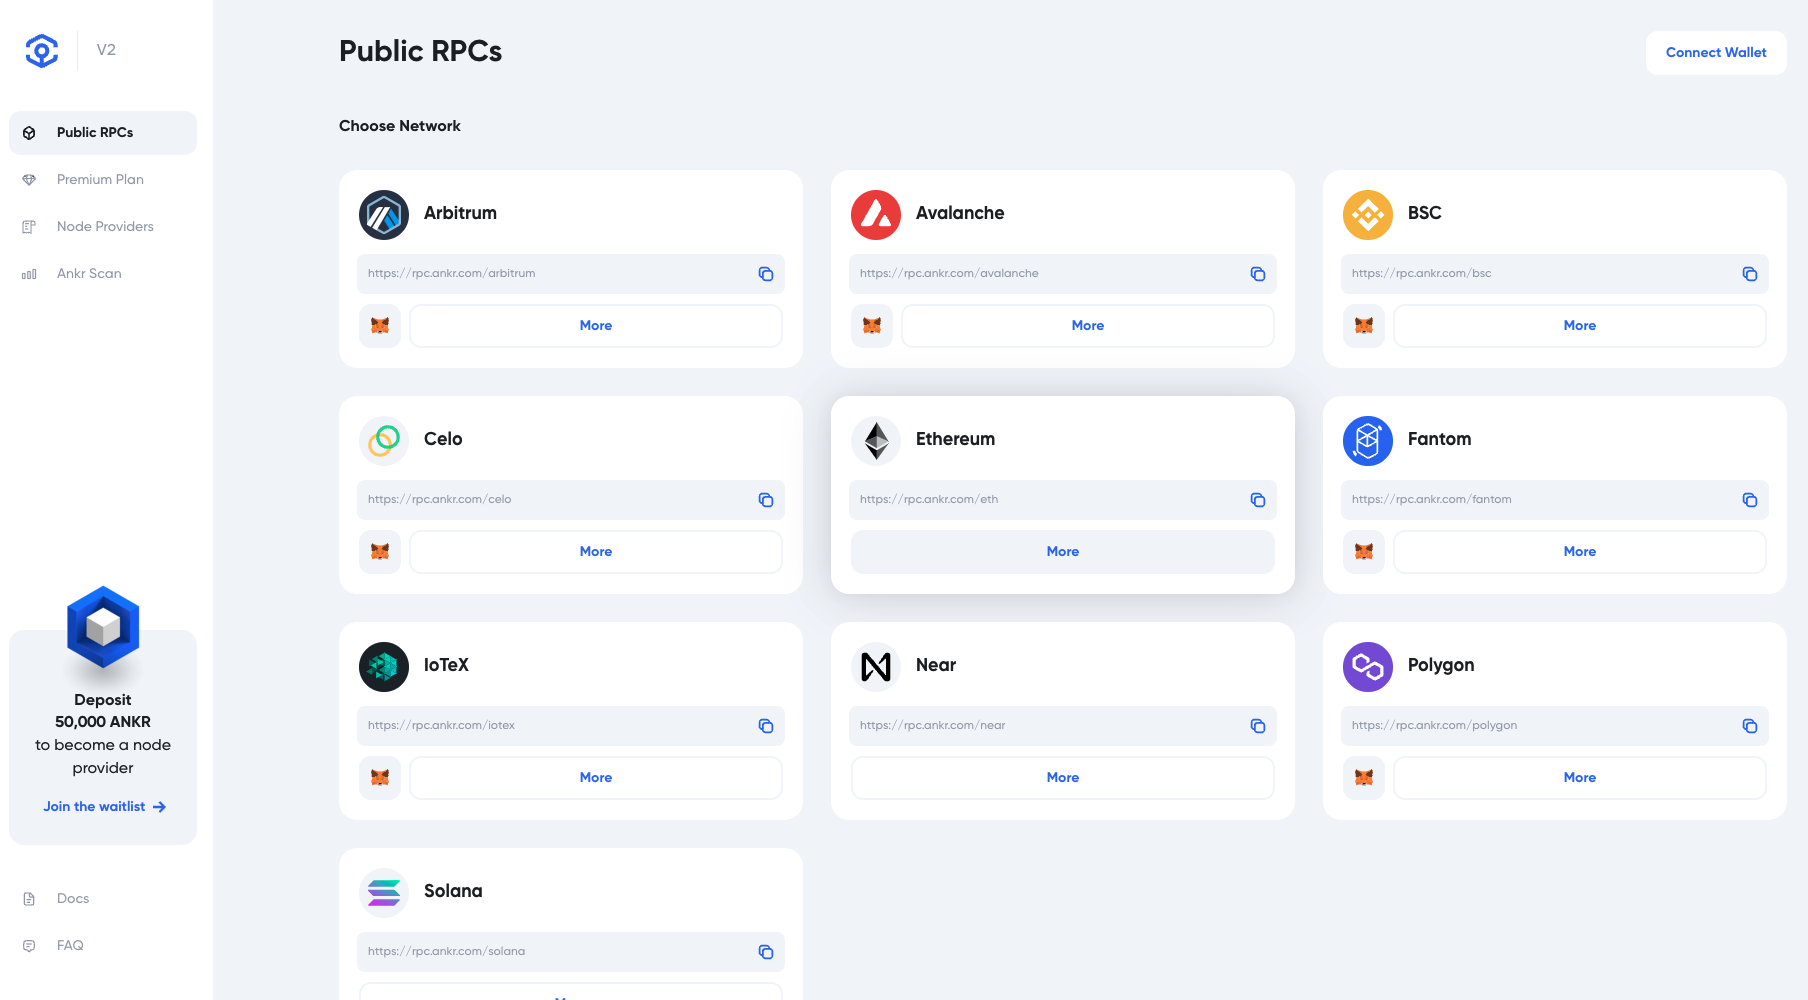 V2
Public RPCs
Premium Plan
Node Providers
Ankr Scan
Deposit
50,000 ANKR
to become a node
provider
Join the waitlist →
Docs
FAQ
Public RPCs
Connect Wallet
Choose Network
Arbitrum
https://rpc.ankr.com/arbitrum
More
Avalanche
https://rpc.ankr.com/avalanche
More
BSC
https://rpc.ankr.com/bsc
More
Celo
https://rpc.ankr.com/celo
More
Ethereum
https://rpc.ankr.com/eth
More
Fantom
https://rpc.ankr.com/fantom
More
IoTeX
https://rpc.ankr.com/iotex
More
Near
https://rpc.ankr.com/near
More
Polygon
https://rpc.ankr.com/polygon
More
Solana
https://rpc.ankr.com/solana